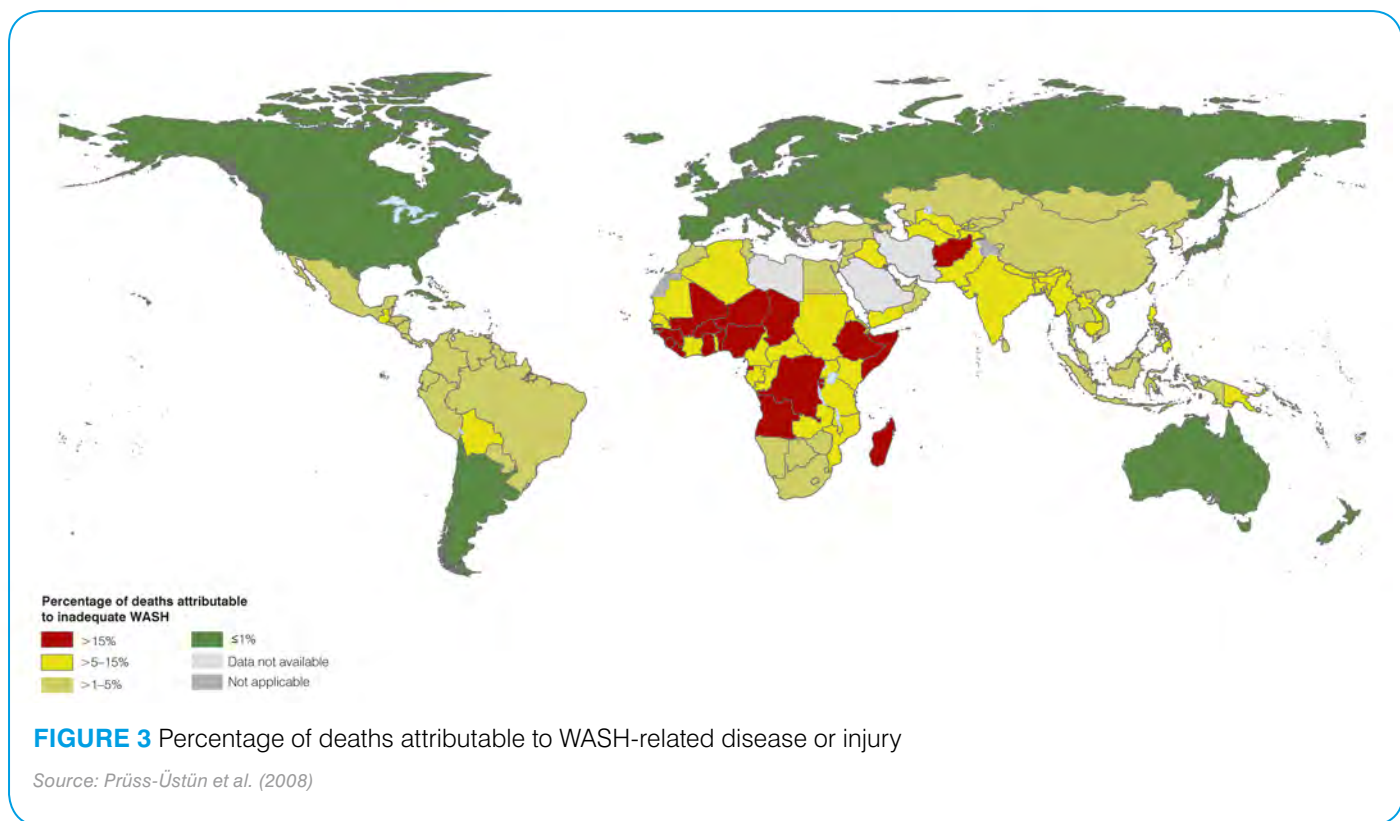 Percentage of deaths attributable
to inadequate WASH
>15%
>5–15%
>1–5%
≤1%
Data not available
Not applicable
FIGURE 3 Percentage of deaths attributable to WASH-related disease or injury
Source: Prüss-Üstün et al. (2008)